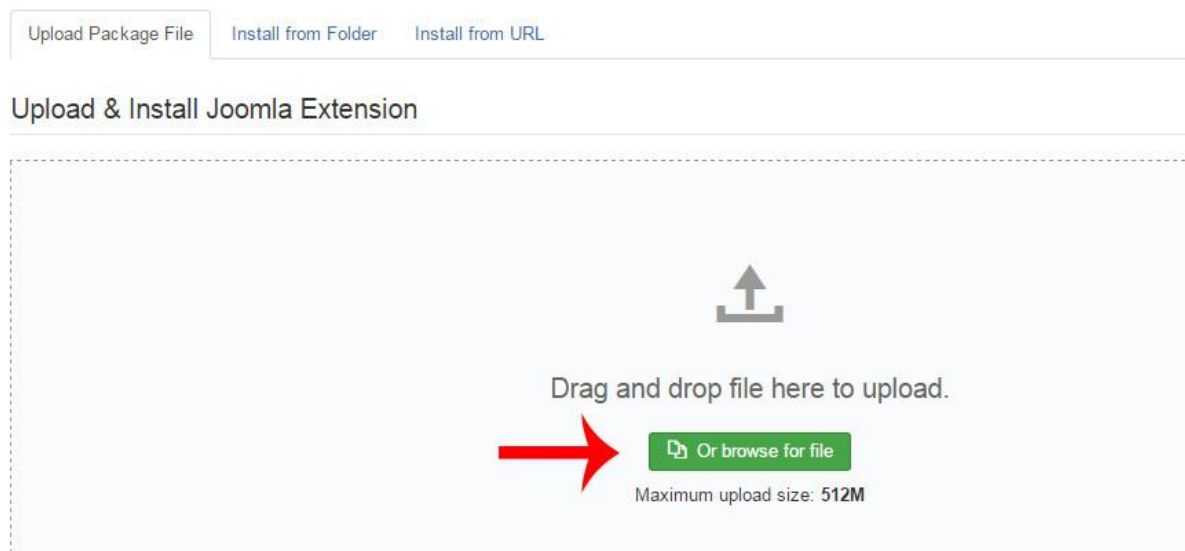 Upload Package File Install from Folder Install from URL
Upload & Install Joomla Extension
Drag and drop file here to upload.
Or browse for file
Maximum upload size: 512M